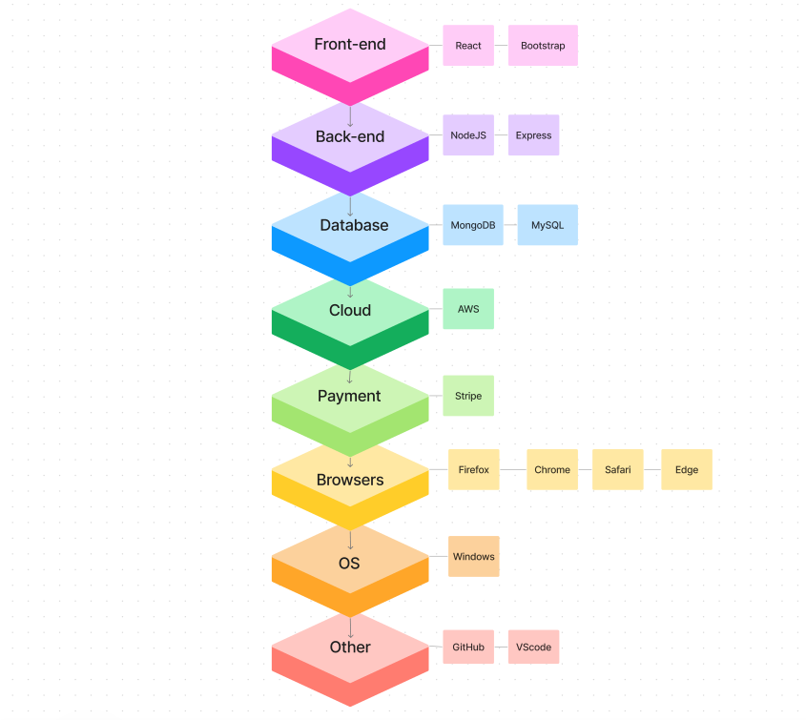 Front-end
React
Bootstrap
Back-end
NodeJS
Express
Database
MongoDB
MySQL
Cloud
AWS
Payment
Stripe
Browsers
Firefox
Chrome
Safari
Edge
OS
Windows
Other
GitHub
VScode